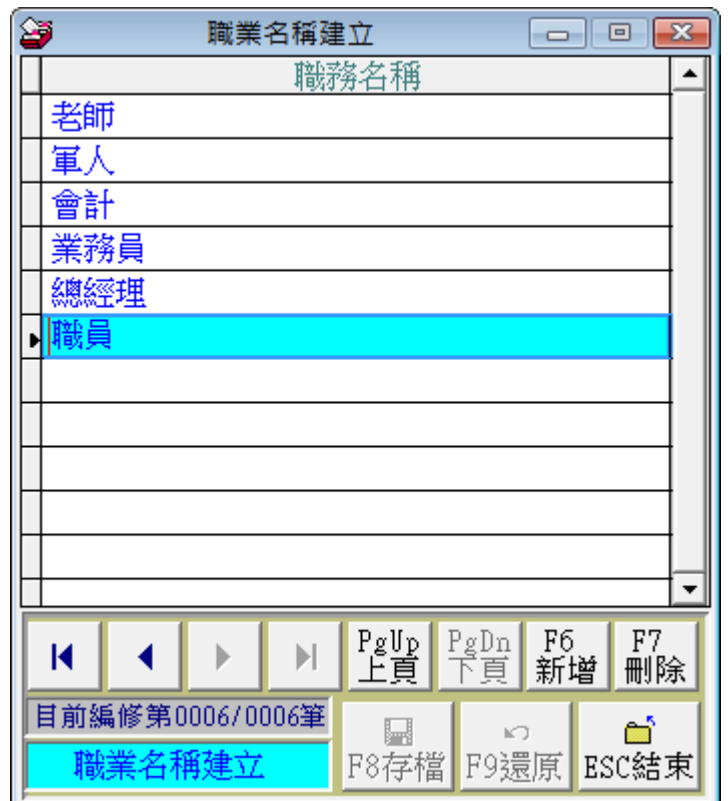 職業名稱建立
職務名稱
老師
軍人
會計
業務員
總經理
職員
PgUp
上頁
PgDn
下頁
F6
新增
F7
刪除
目前編修第0006/0006筆
職業名稱建立
F8存檔
F9還原
ESC結束